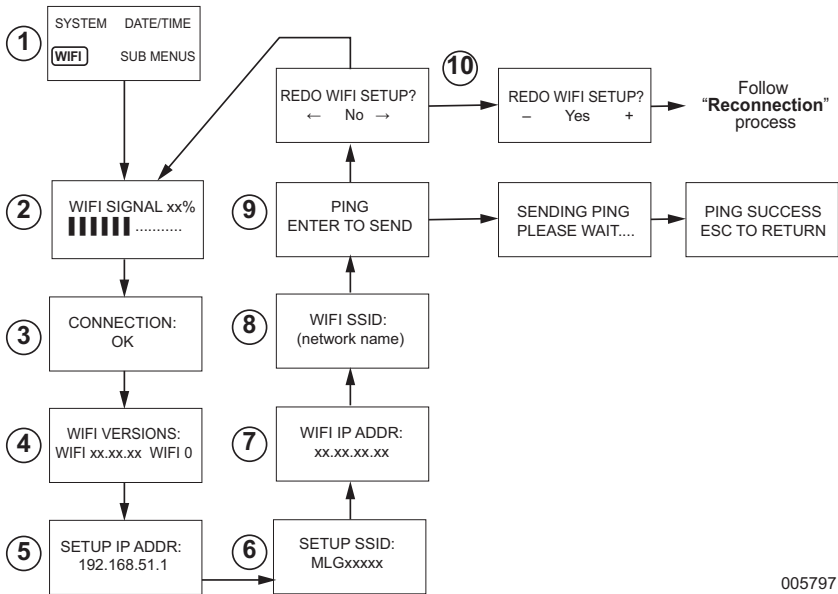 1
SYSTEM DATE/TIME
WIFI SUB MENUS
2
WIFI SIGNAL xx%
...........
3
CONNECTION:
OK
4
WIFI VERSIONS:
WIFI xx.xx.xx WIFI 0
5
SETUP IP ADDR:
192.168.51.1
6
SETUP SSID:
MLGxxxxx
7
WIFI IP ADDR:
xx.xx.xx.xx
8
WIFI SSID:
(network name)
9
PING
ENTER TO SEND
SENDING PING
PLEASE WAIT....
PING SUCCESS
ESC TO RETURN
10
REDO WIFI SETUP?
← No →
REDO WIFI SETUP?
– Yes +
Follow
“Reconnection”
process
005797